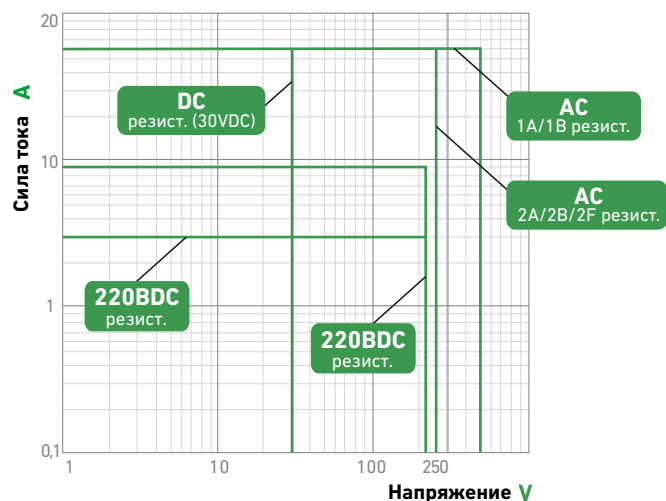 20
Сила тока A
DC
резист. (30VDC)
AC
1A/1B резист.
10
AC
2A/2B/2F резист.
220BDC
резист.
1
220BDC
резист.
0,1
1
10
100
250
Напряжение V